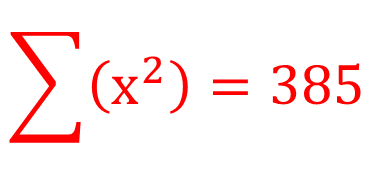 ∑(x²) = 385